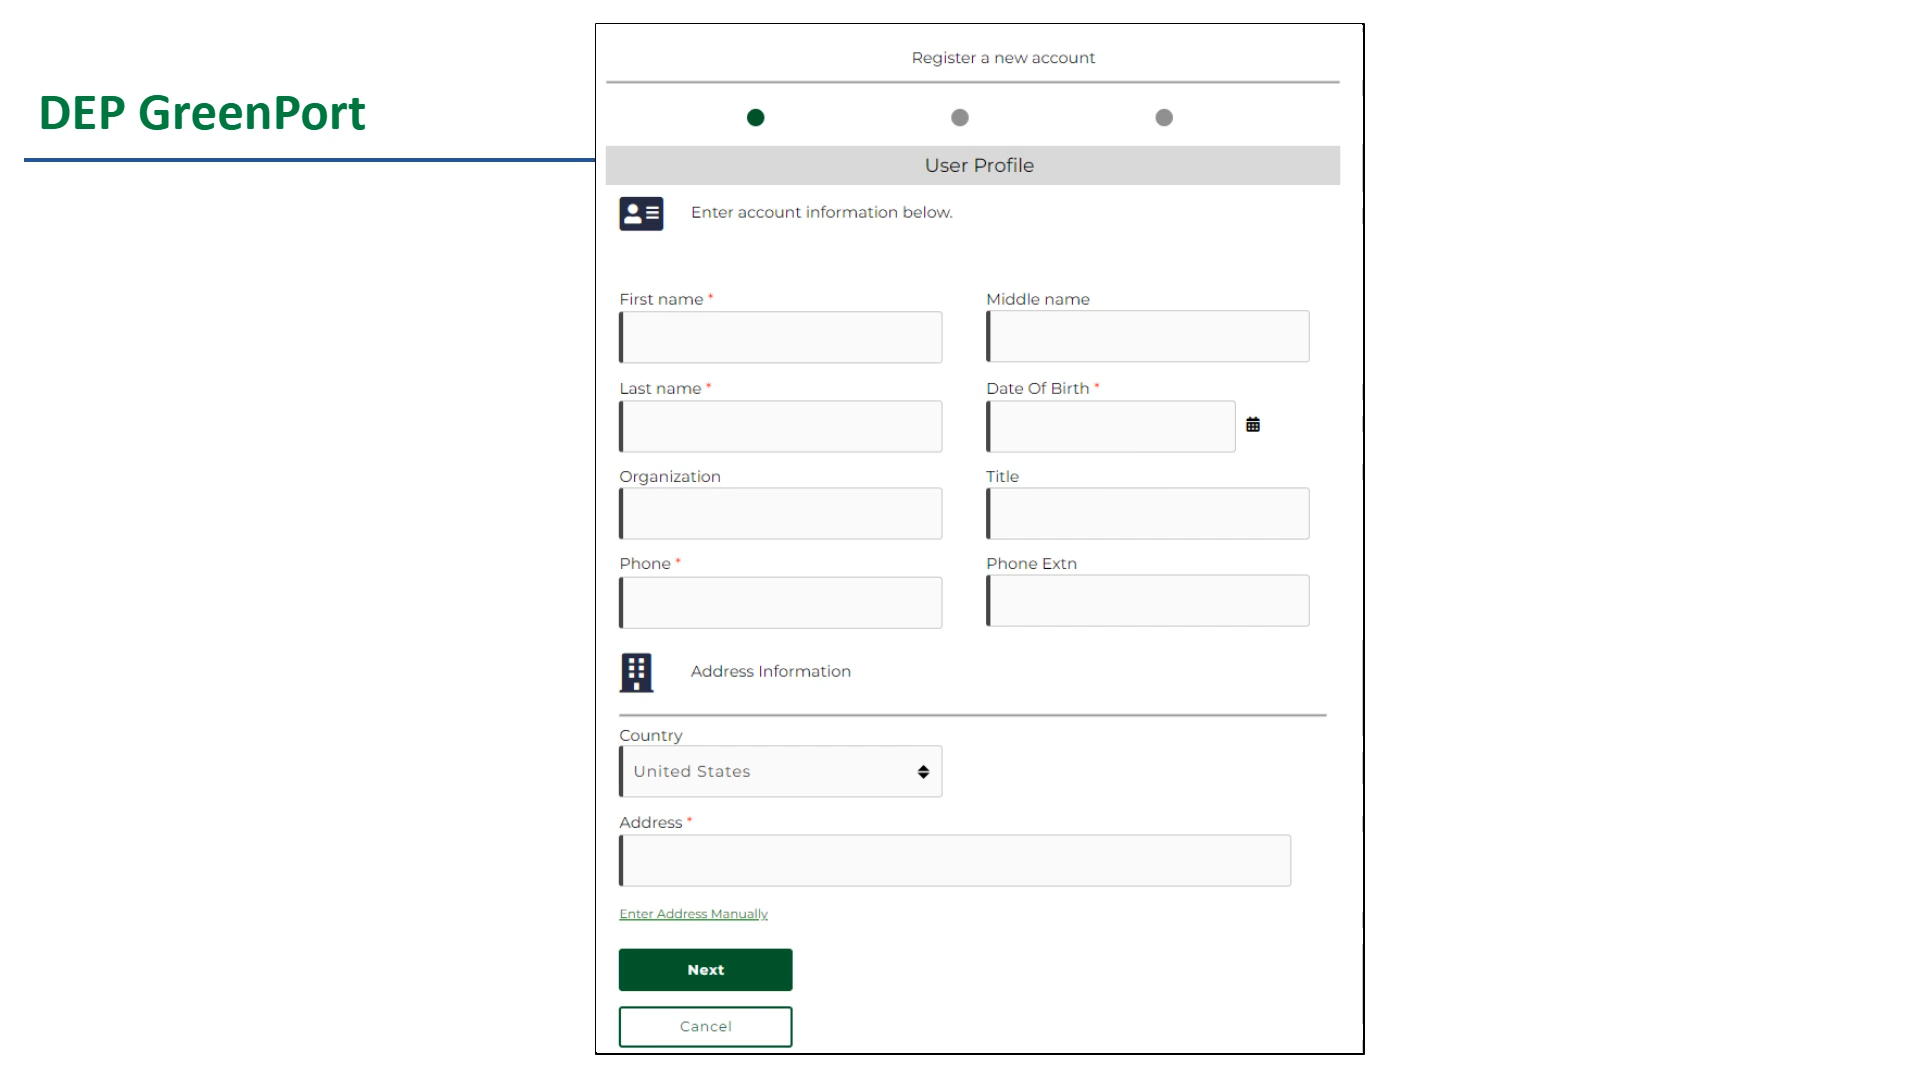 DEP GreenPort
Register a new account
User Profile
Enter account information below.
First name *
Middle name
Last name *
Date Of Birth *
Organization
Title
Phone *
Phone Extn
Address Information
Country
United States
Address *
Enter Address Manually
Next
Cancel